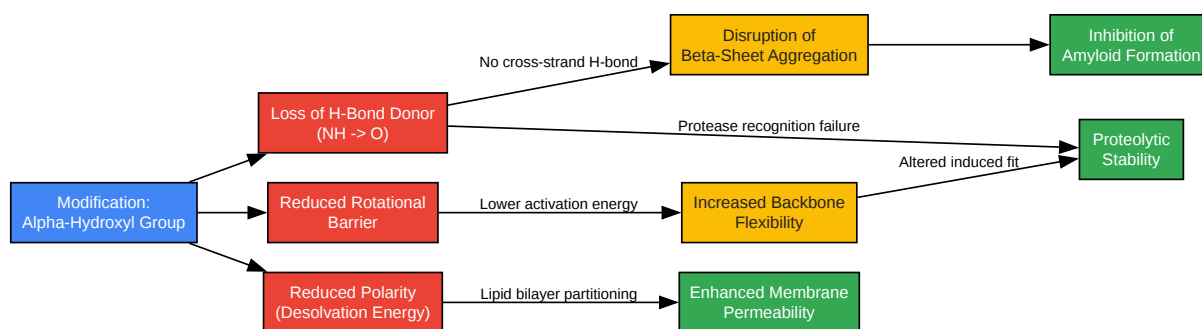 Modification:
Alpha-Hydroxyl Group
Loss of H-Bond Donor
(NH -> O)
Reduced Rotational
Barrier
Reduced Polarity
(Desolvation Energy)
No cross-strand H-bond
Protease recognition failure
Lower activation energy
Lipid bilayer partitioning
Disruption of
Beta-Sheet Aggregation
Increased Backbone
Flexibility
Enhanced Membrane
Permeability
Altered induced fit
Inhibition of
Amyloid Formation
Proteolytic
Stability